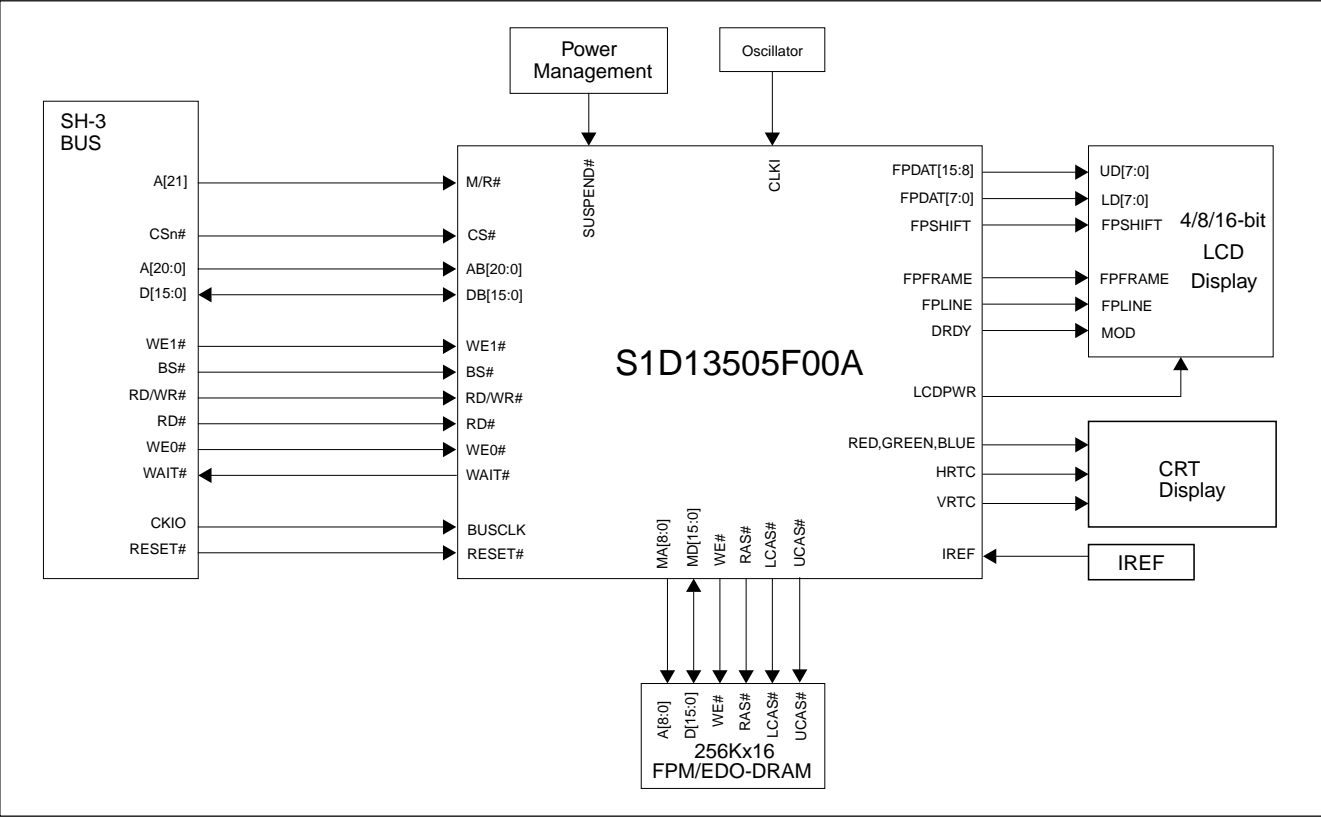 Power
Management
Oscillator
SH-3
BUS
A[21]
CSn#
A[20:0]
D[15:0]
WE1#
BS#
RD/WR#
RD#
WE0#
WAIT#
CKIO
RESET#
M/R#
CS#
AB[20:0]
DB[15:0]
WE1#
BS#
RD/WR#
RD#
WE0#
WAIT#
BUSCLK
RESET#
SUSPEND#
CLKI
S1D13505F00A
FPDAT[15:8]
FPDAT[7:0]
FPSHIFT
FPFRAME
FPLINE
DRDY
LCDPWR
RED,GREEN,BLUE
HRTC
VRTC
IREF
UD[7:0]
LD[7:0]
FPSHIFT
FPFRAME
FPLINE
MOD
4/8/16-bit
LCD
Display
CRT
Display
IREF
MA[8:0]
MD[15:0]
WE#
RAS#
LCAS#
UCAS#
A[8:0]
D[15:0]
WE#
RAS#
LCAS#
UCAS#
256Kx16
FPM/EDO-DRAM